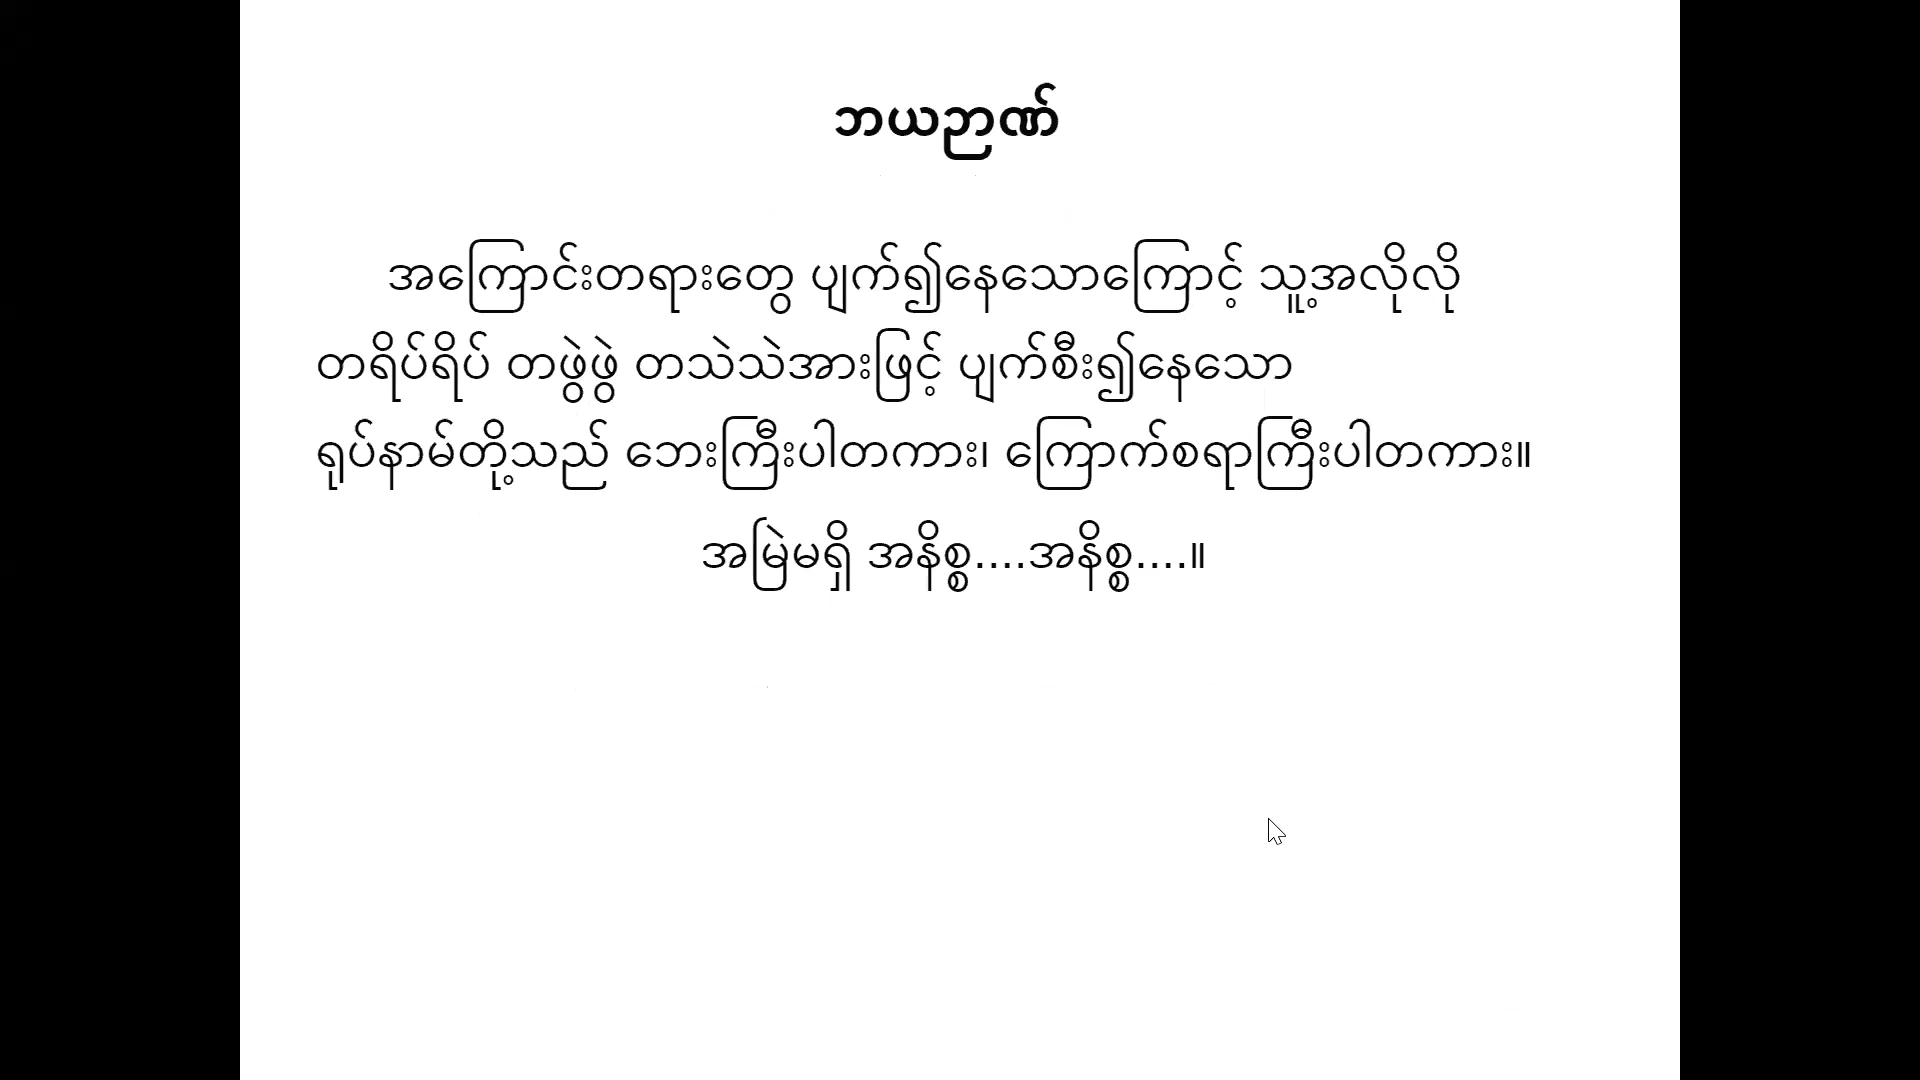 ဘယဉာဏ်
အကြောင်းတရားတွေ ပျက်၍နေသောကြောင့် သူ့အလိုလို
တရိပ်ရိပ် တဖွဲဖွဲ တသဲသဲအားဖြင့် ပျက်စီး၍နေသော
ရုပ်နာမ်တို့သည် ဘေးကြီးပါတကား၊ ကြောက်စရာကြီးပါတကား။
အမြဲမရှိ အနိစ္စ....အနိစ္စ....။